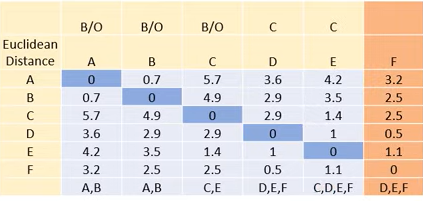 B/O B/O B/O C C
Euclidean Distance A B C D E F
A 0 0.7 5.7 3.6 4.2 3.2
B 0.7 0 4.9 2.9 3.5 2.5
C 5.7 4.9 0 2.9 1.4 2.5
D 3.6 2.9 2.9 0 1 0.5
E 4.2 3.5 1.4 1 0 1.1
F 3.2 2.5 2.5 0.5 1.1 0
A,B A,B C,E D,E,F C,D,E,F D,E,F